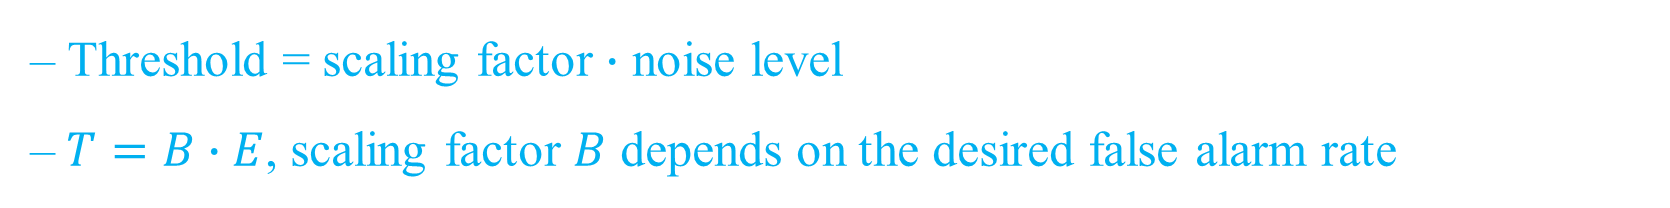 – Threshold = scaling factor · noise level
– T = B · E, scaling factor B depends on the desired false alarm rate